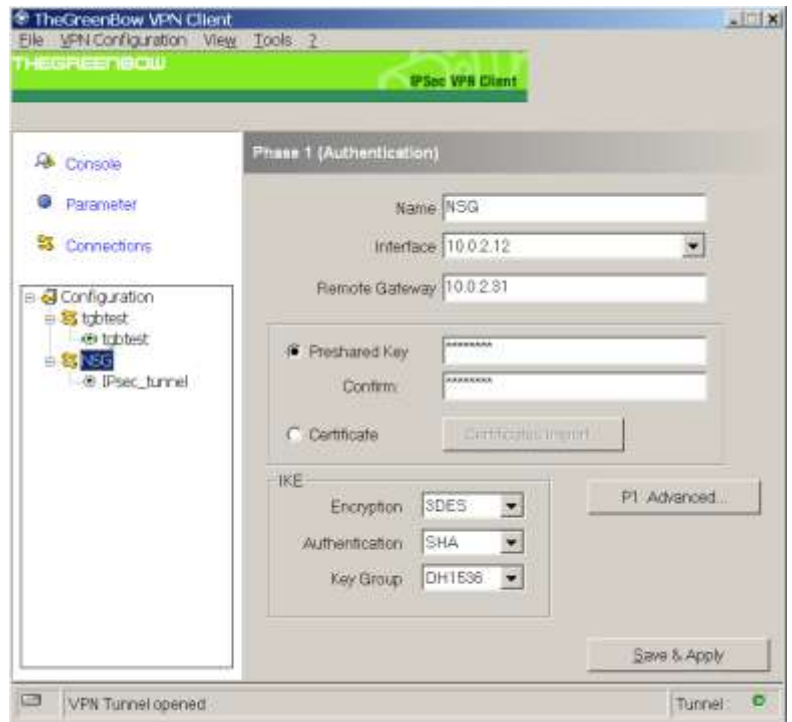 TheGreenBow VPN Client
File VPN Configuration View Tools ?
THEGREENBOW
IPSec VPN Client
Console
Parameter
Connections
Configuration
tgbtest
tgbtest
NSG
IPsec_tunnel
Phase 1 (Authentication)
Name NSG
Interface 10.0.2.12
Remote Gateway 10.0.2.31
Preshared Key ********
Confirm: ********
Certificate Certificates Import...
IKE
Encryption 3DES
Authentication SHA
Key Group DH1536
P1 Advanced...
Save & Apply
VPN Tunnel opened
Tunnel: